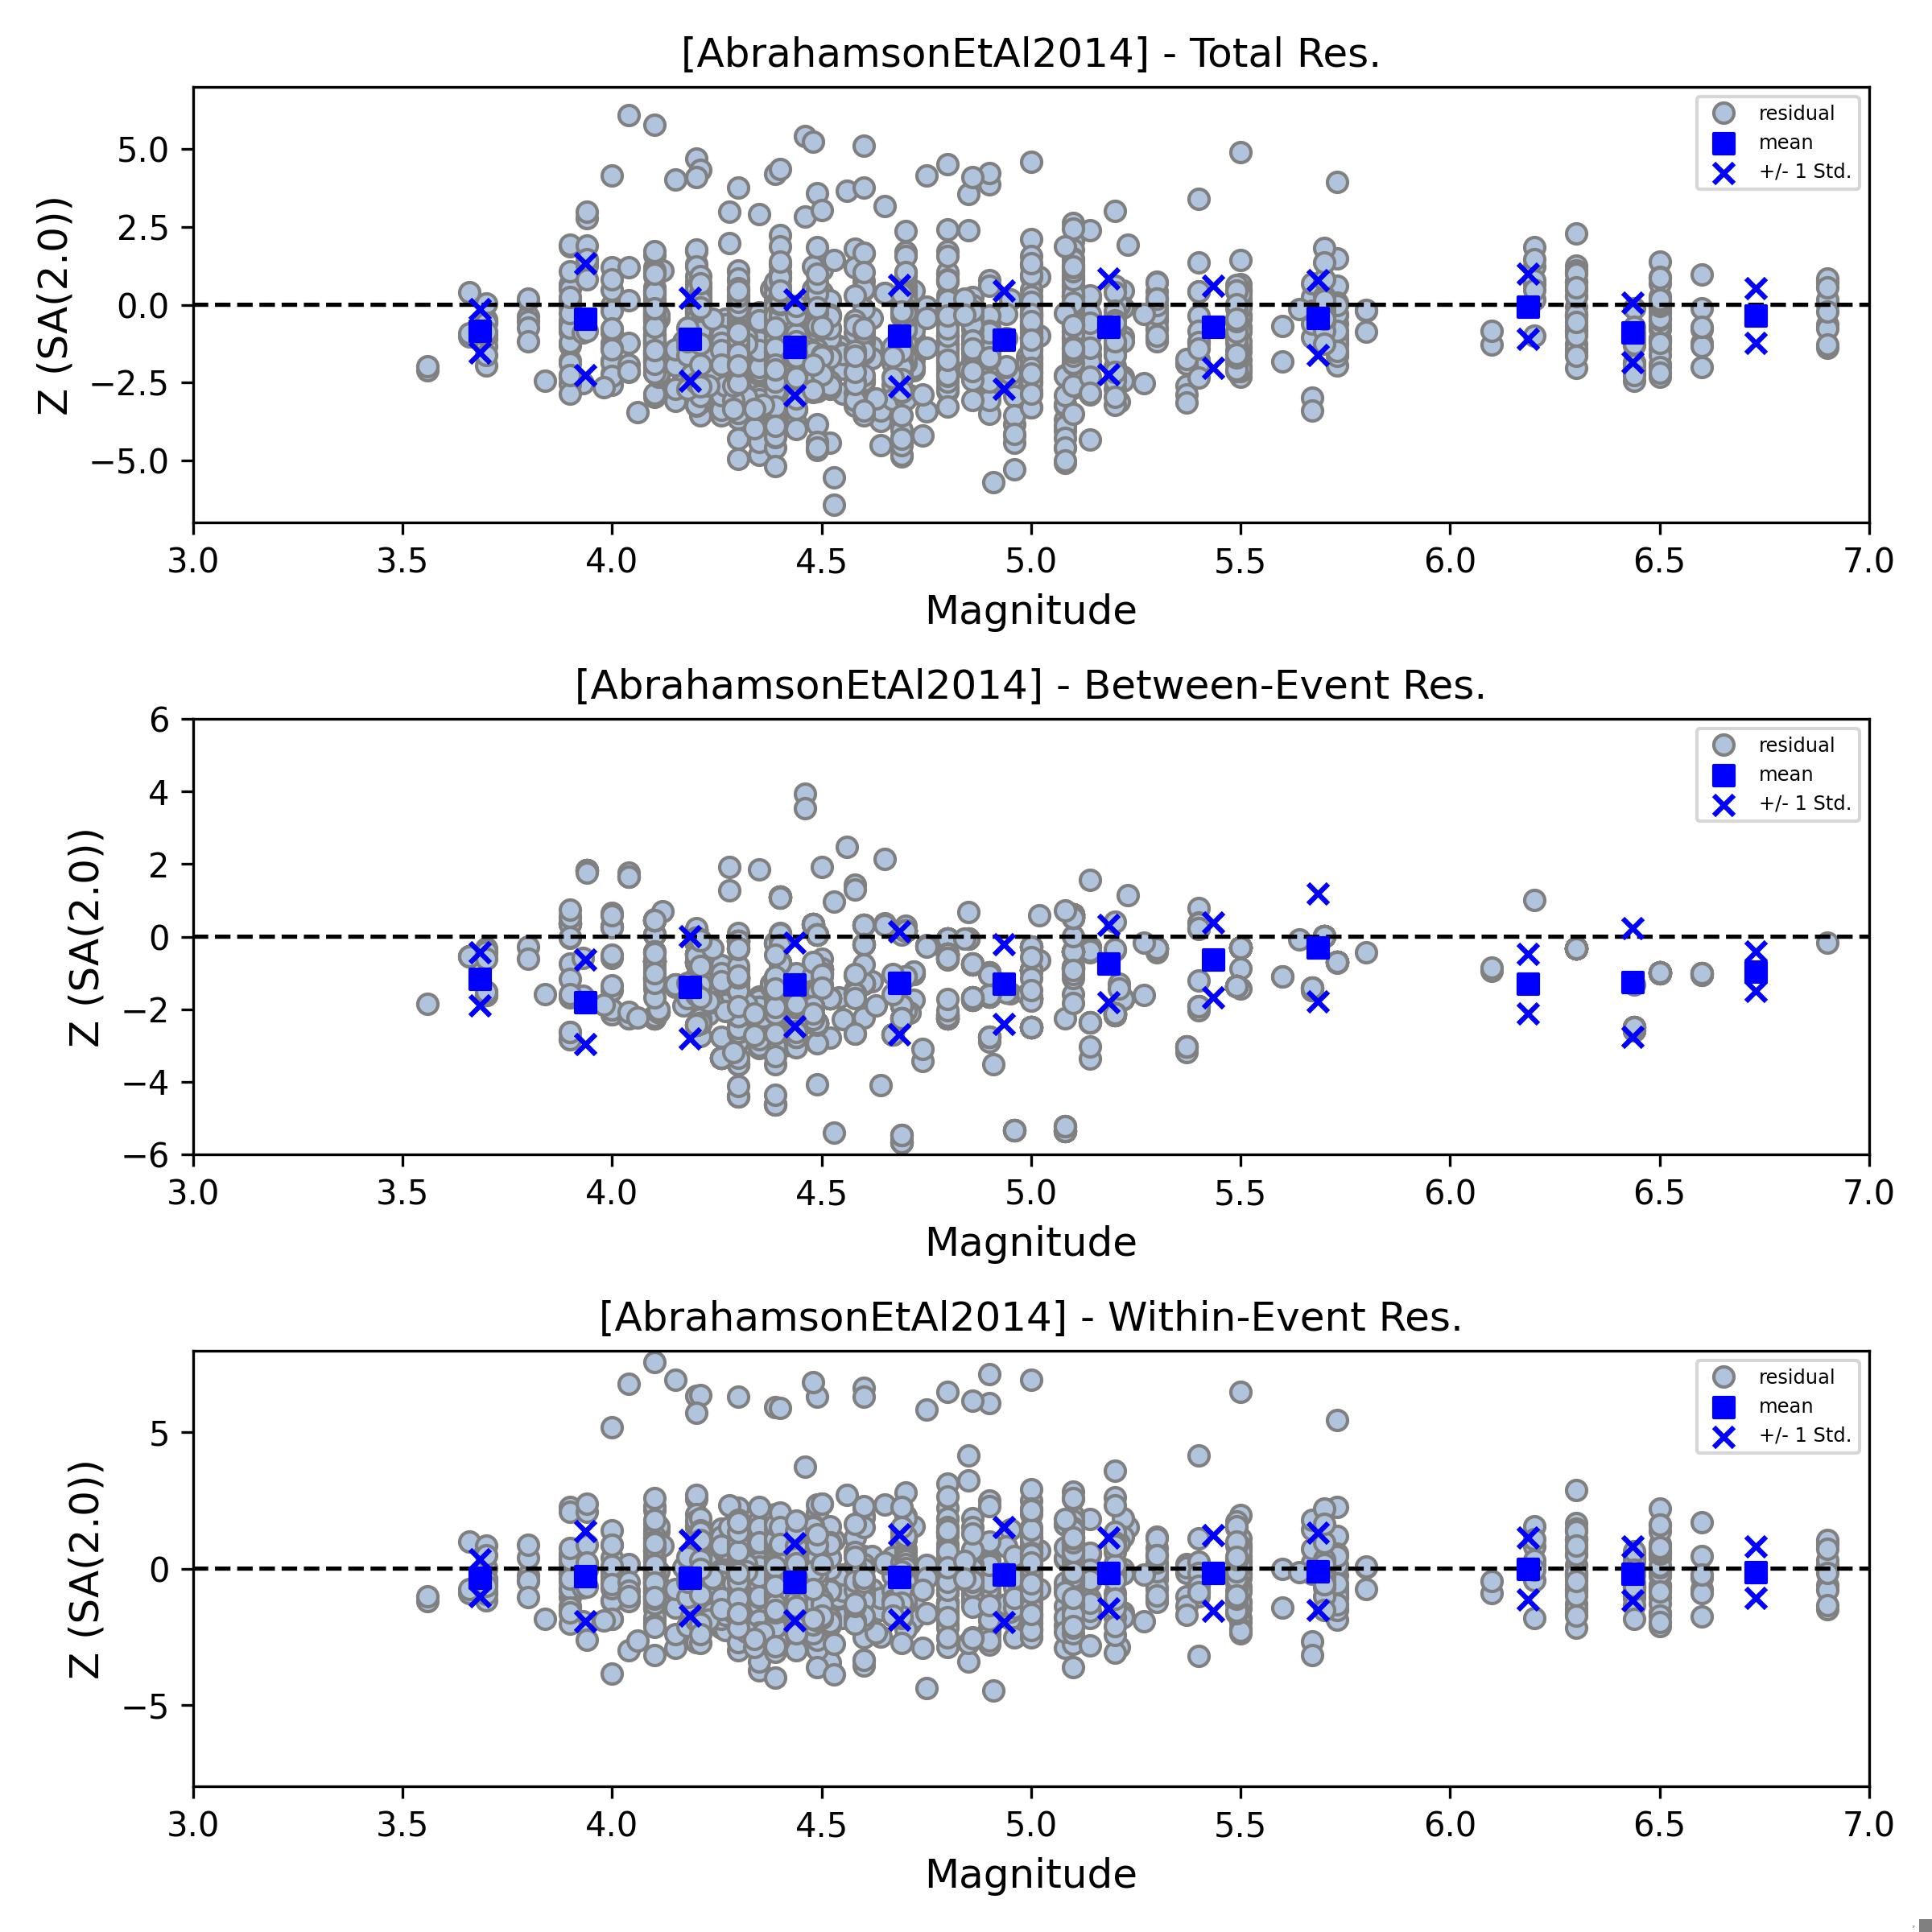 [AbrahamsonEtAl2014] - Total Res.
residual
mean
+/- 1 Std.
Z (SA(2.0))
5.0
2.5
0.0
−2.5
−5.0
3.0 3.5 4.0 4.5 5.0 5.5 6.0 6.5 7.0
Magnitude
[AbrahamsonEtAl2014] - Between-Event Res.
residual
mean
+/- 1 Std.
Z (SA(2.0))
6
4
2
0
−2
−4
−6
3.0 3.5 4.0 4.5 5.0 5.5 6.0 6.5 7.0
Magnitude
[AbrahamsonEtAl2014] - Within-Event Res.
residual
mean
+/- 1 Std.
Z (SA(2.0))
5
0
−5
3.0 3.5 4.0 4.5 5.0 5.5 6.0 6.5 7.0
Magnitude